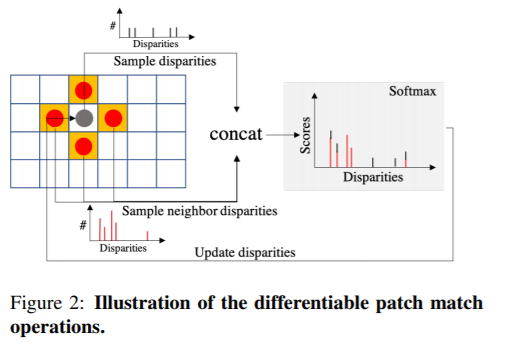 #
Disparities
Sample disparities
Softmax
concat
Scores
Disparities
Sample neighbor disparities
#
Disparities
Update disparities
Figure 2: Illustration of the differentiable patch match
operations.